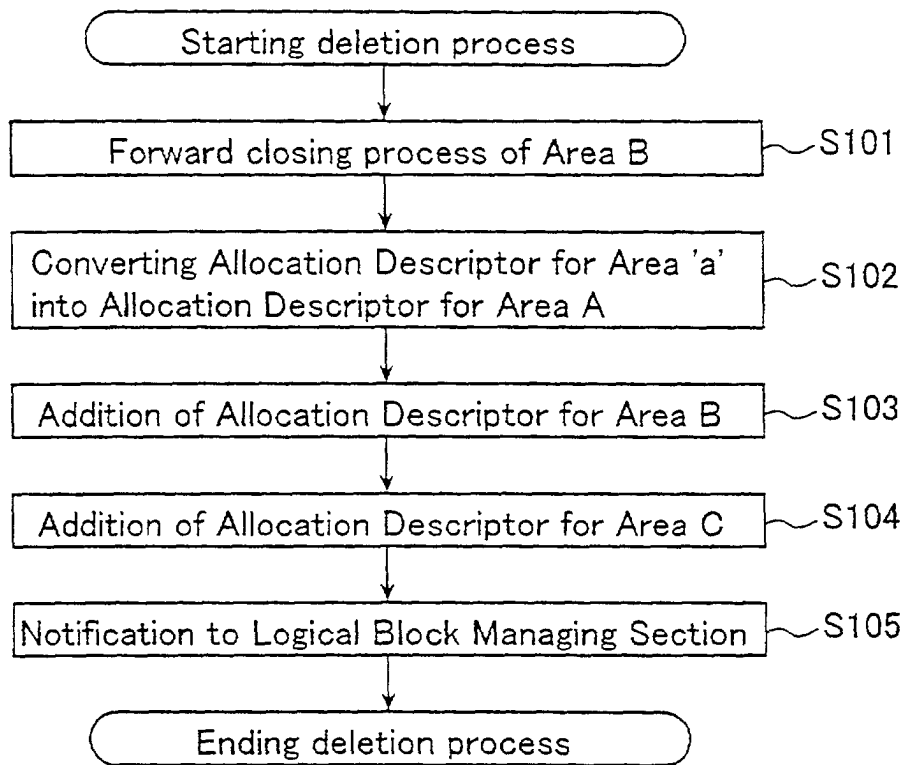 Starting deletion process
Forward closing process of Area B
S101
Converting Allocation Descriptor for Area 'a'
into Allocation Descriptor for Area A
S102
Addition of Allocation Descriptor for Area B
S103
Addition of Allocation Descriptor for Area C
S104
Notification to Logical Block Managing Section
S105
Ending deletion process